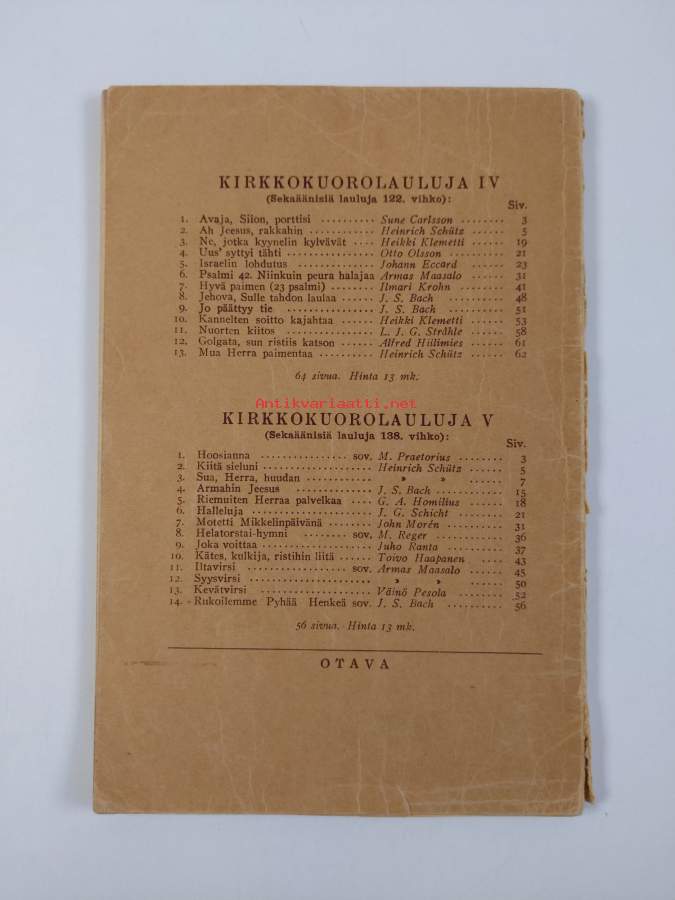 KIRKKOKUOROLAULUJA IV
(Sekaäänisiä lauluja 122. vihko):
Siv.
1. Avaja, Siion, porttisi .......... Sune Carlsson ....... 3
2. Ah Jeesus, rakkahin ........... Heinrich Schütz ...... 5
3. Ne, jotka kyynelin kylvävät .... Heikki Klemetti ...... 19
4. Uus' syttyi tähti .............. Otto Olsson ......... 21
5. Israelin lohdutus .............. Johann Eccard ....... 23
6. Psalmi 42. Niinkuin peura halajaa Armas Maasalo ...... 31
7. Hyvä paimen (23 psalmi) ........ Ilmari Krohn ........ 41
8. Jehova, Sulle tahdon laulaa ...... J. S. Bach .......... 48
9. Jo päättyy tie ................ J. S. Bach .......... 51
10. Kannelten soitto kajahtaa ...... Heikki Klemetti ...... 53
11. Nuorten kiitos ................ L. J. G. Stråhle ..... 58
12. Golgata, sun ristiis katson ...... Alfred Hiilimies ...... 61
13. Mua Herra paimentaa .......... Heinrich Schütz ...... 62
64 sivua. Hinta 13 mk.
Antikvariaatti.net
KIRKKOKUOROLAULUJA V
(Sekaäänisiä lauluja 138. vihko):
Siv.
1. Hoosianna ................ sov. M. Praetorius ....... 3
2. Kiitä sieluni .................. Heinrich Schütz ...... 5
3. Sua, Herra, huudan ............ » » ...... 7
4. Armahin Jeesus .............. J. S. Bach .......... 15
5. Riemuiten Herraa palvelkaa ...... G. A. Homilius ...... 18
6. Halleluja .................... J. G. Schicht ........ 21
7. Motetti Mikkelinpäivänä ........ John Morén ......... 31
8. Helatorstai-hymni ........ sov. M. Reger .......... 36
9. Joka voittaa .................. Juho Ranta .......... 37
10. Kätes, kulkija, ristihin liitä ...... Toivo Haapanen ...... 43
11. Iltavirsi .................. sov. Armas Maasalo ...... 45
12. Syysvirsi .................... » » ...... 50
13. Kevätvirsi .................. Väinö Pesola ........ 52
14. Rukoilemme Pyhää Henkeä sov. J. S. Bach .......... 56
56 sivua. Hinta 13 mk.
OTAVA